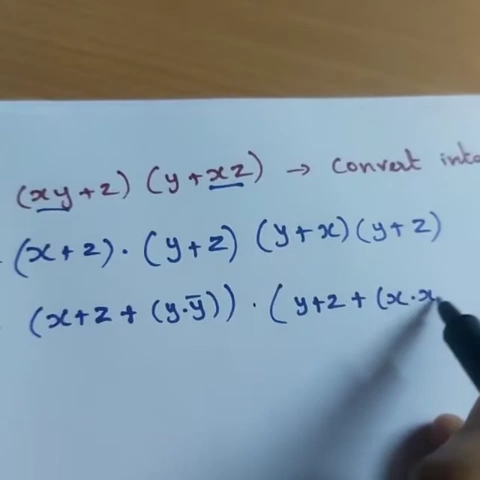 (xy+z) (y+xz) → Convert into
(x+z) · (y+z) (y+x) (y+z)
(x+z + (y.ȳ)) · (y+z + (x.x